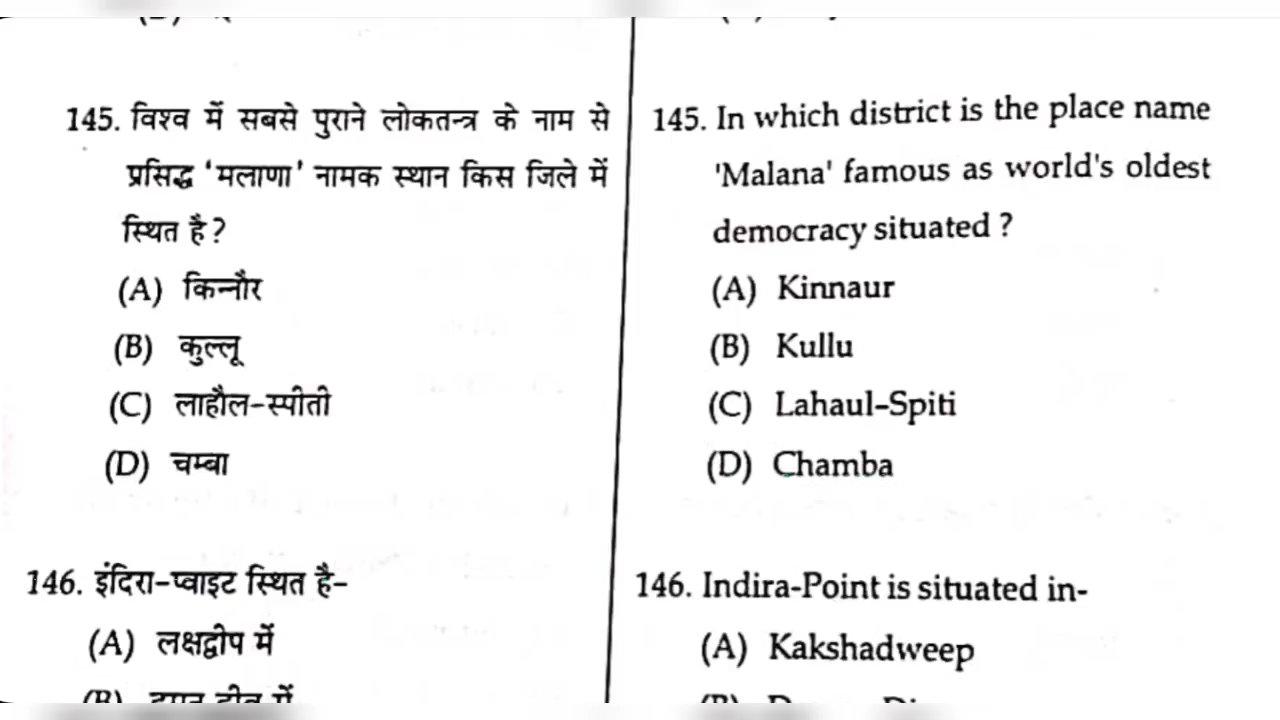 145. विश्व में सबसे पुराने लोकतन्त्र के नाम से
प्रसिद्ध 'मलाणा' नामक स्थान किस जिले में
स्थित है ?
(A) किन्नौर
(B) कुल्लू
(C) लाहौल-स्पीती
(D) चम्बा
146. इंदिरा-प्वाइट स्थित है-
(A) लक्षद्वीप में
145. In which district is the place name
'Malana' famous as world's oldest
democracy situated ?
(A) Kinnaur
(B) Kullu
(C) Lahaul-Spiti
(D) Chamba
146. Indira-Point is situated in-
(A) Kakshadweep